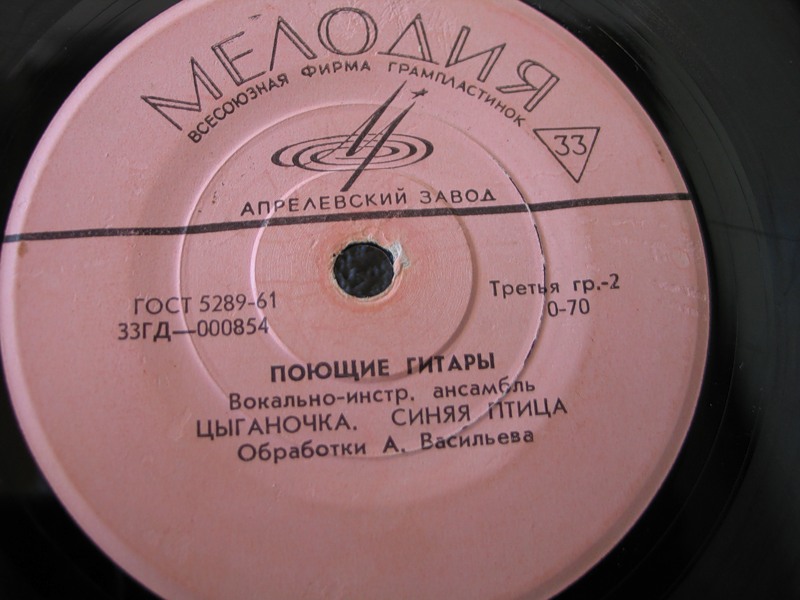 МЕЛОДИЯ
ВСЕСОЮЗНАЯ ФИРМА ГРАМПЛАСТИНОК
33
АПРЕЛЕВСКИЙ ЗАВОД
ГОСТ 5289-61
33ГД—000854
Третья гр.-2
0-70
ПОЮЩИЕ ГИТАРЫ
Вокально-инстр. ансамбль
ЦЫГАНОЧКА. СИНЯЯ ПТИЦА
Обработки А. Васильева